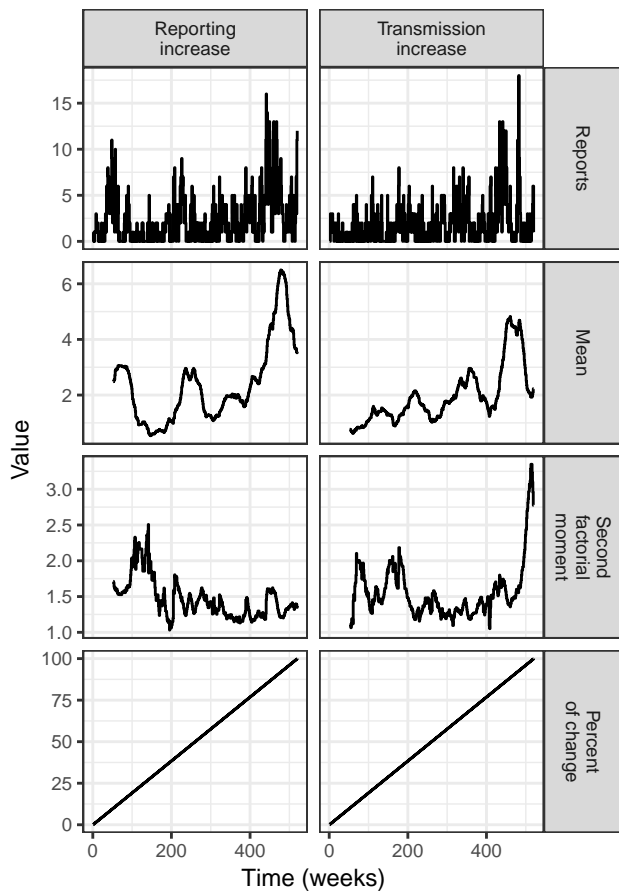 Reporting
increase
Transmission
increase
15
10
5
0
Reports
6
4
2
Mean
3.0
2.5
2.0
1.5
1.0
Second
factorial
moment
100
75
50
25
0
Percent
of change
Value
0 200 400 0 200 400
Time (weeks)